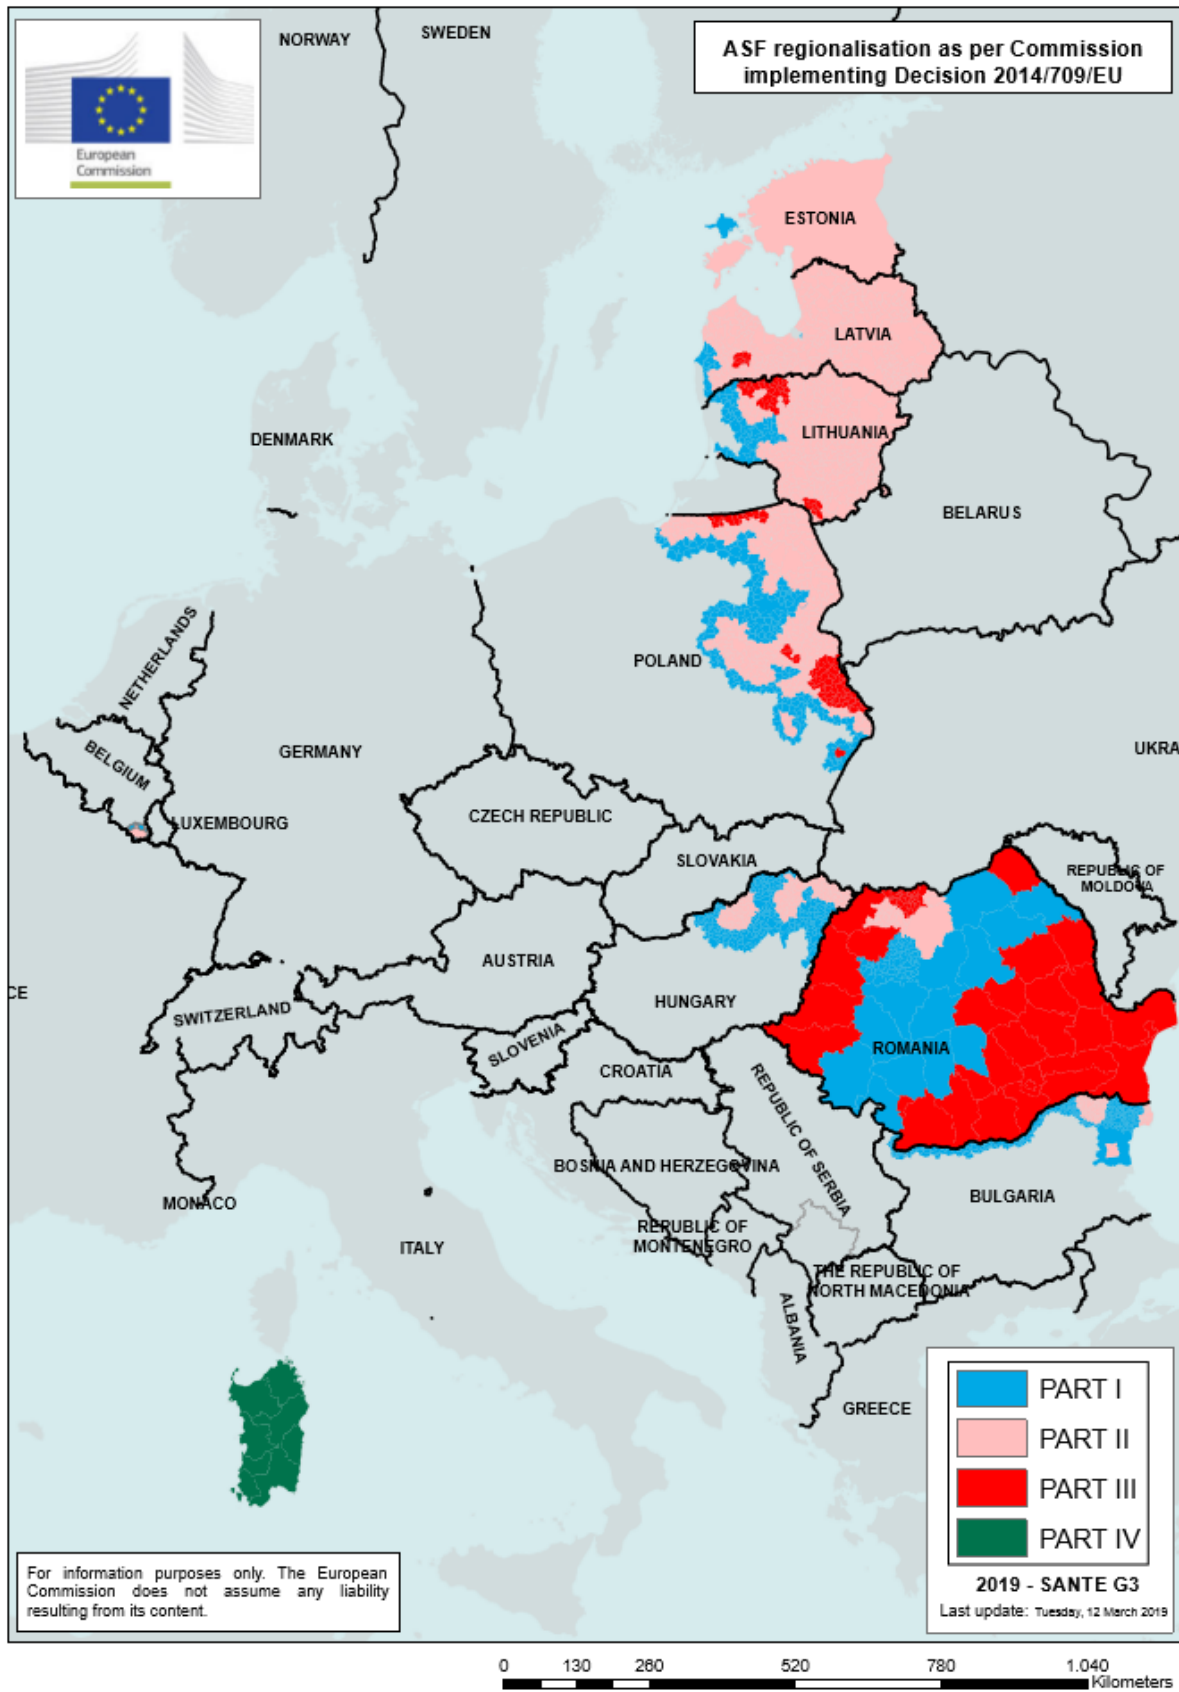 NORWAY
SWEDEN
ASF regionalisation as per Commission
implementing Decision 2014/709/EU
European
Commission
ESTONIA
LATVIA
LITHUANIA
DENMARK
BELARUS
NETHERLANDS
POLAND
BELGIUM
GERMANY
UKRA
LUXEMBOURG
CZECH REPUBLIC
SLOVAKIA
REPUBLIC OF
MOLDOVA
AUSTRIA
CE
HUNGARY
SWITZERLAND
SLOVENIA
ROMANIA
CROATIA
REPUBLIC OF SERBIA
BOSNIA AND HERZEGOVINA
MONACO
BULGARIA
REPUBLIC OF
MONTENEGRO
ITALY
THE REPUBLIC OF
NORTH MACEDONIA
ALBANIA
GREECE
PART I
PART II
PART III
PART IV
2019 - SANTE G3
Last update: Tuesday, 12 March 2019
For information purposes only. The European
Commission does not assume any liability
resulting from its content.
0 130 260 520 780 1.040
Kilometers